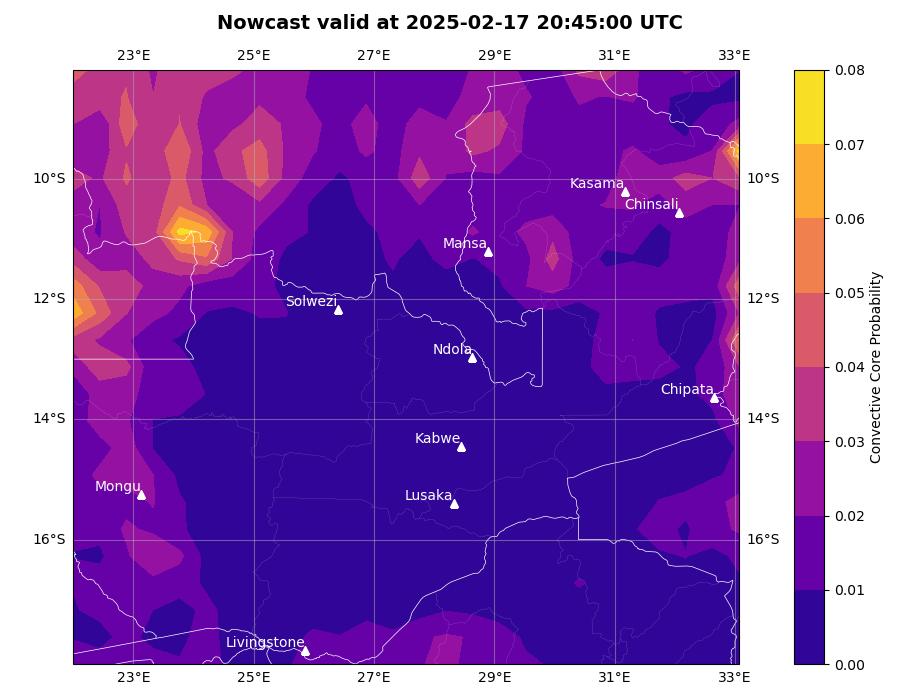 Nowcast valid at 2025-02-17 20:45:00 UTC
23°E 25°E 27°E 29°E 31°E 33°E
0.08
0.07
10°S Kasama 10°S
Chinsali
0.06
Mansa
0.05
12°S Solwezi 12°S
Convective Core Probability
0.04
Ndola
Chipata
14°S 14°S
Kabwe
0.03
Mongu
Lusaka
0.02
16°S 16°S
0.01
Livingstone
0.00
23°E 25°E 27°E 29°E 31°E 33°E